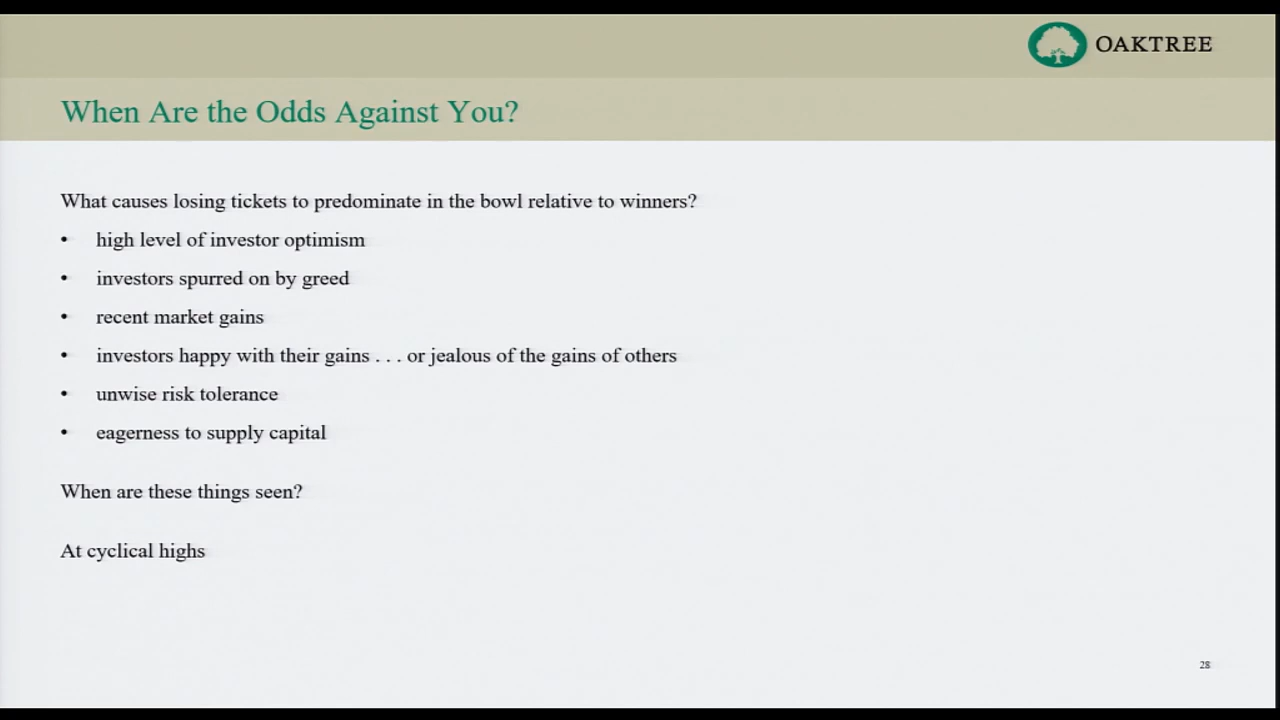 OAKTREE
When Are the Odds Against You?
What causes losing tickets to predominate in the bowl relative to winners?
• high level of investor optimism
• investors spurred on by greed
• recent market gains
• investors happy with their gains . . . or jealous of the gains of others
• unwise risk tolerance
• eagerness to supply capital
When are these things seen?
At cyclical highs
28